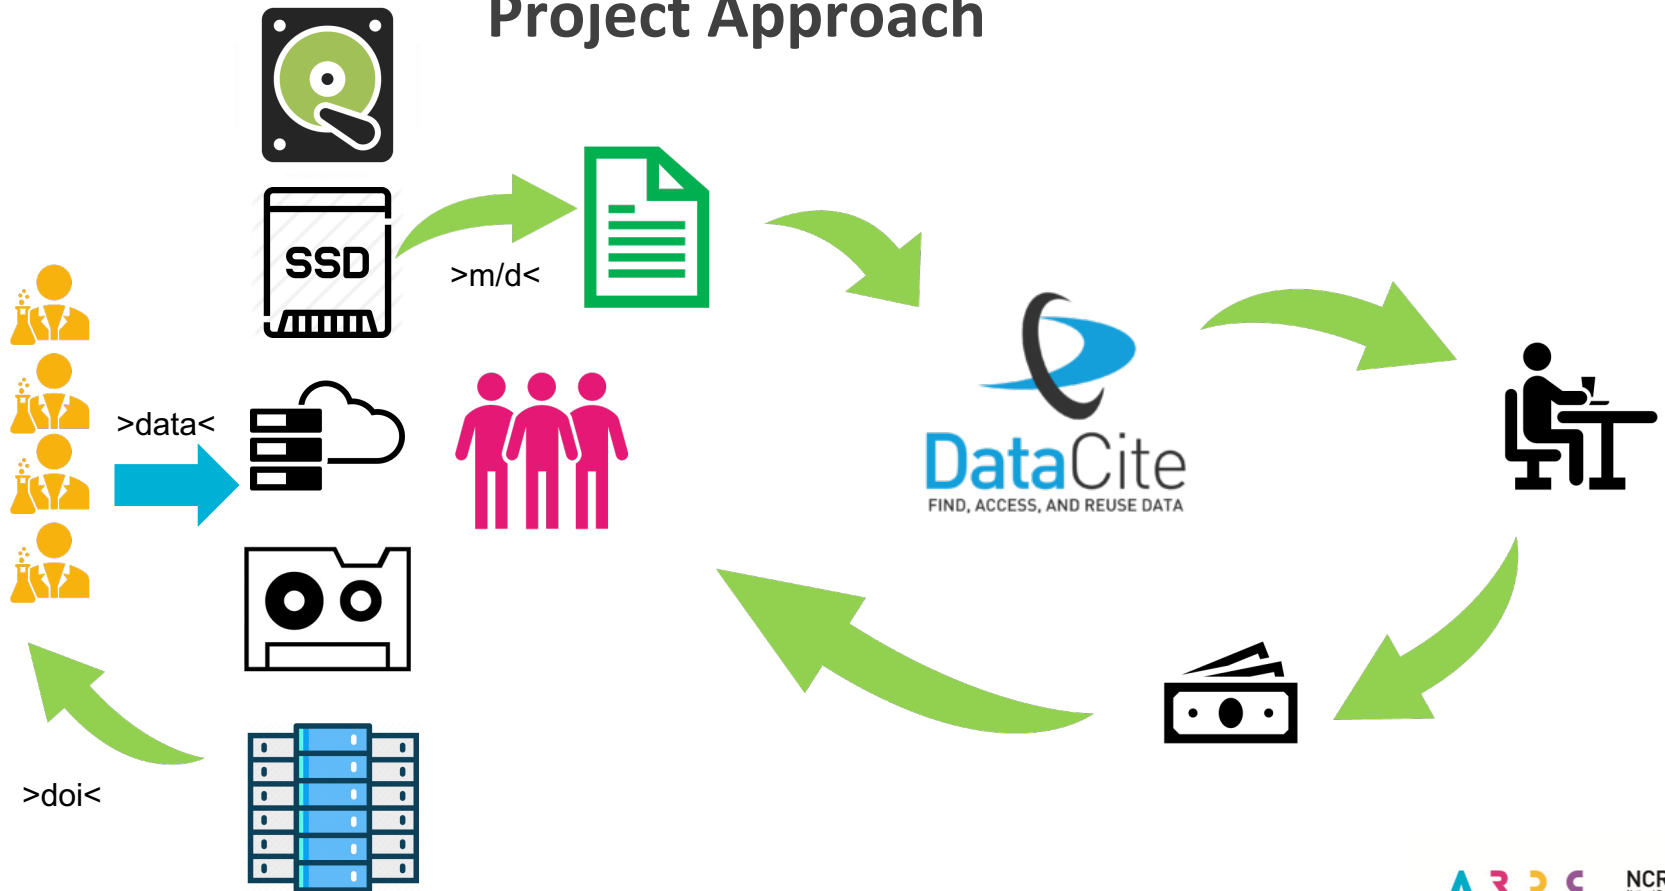 Project Approach
SSD
>m/d<
>data<
DataCite
FIND, ACCESS, AND REUSE DATA
>doi<